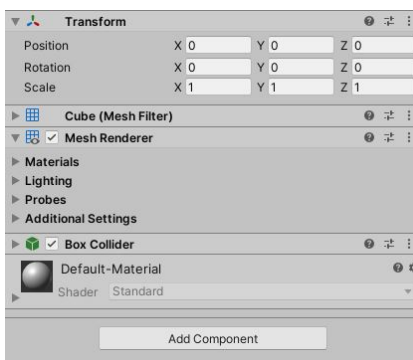 Transform
Position X 0 Y 0 Z 0
Rotation X 0 Y 0 Z 0
Scale X 1 Y 1 Z 1
Cube (Mesh Filter)
Mesh Renderer
Materials
Lighting
Probes
Additional Settings
Box Collider
Default-Material
Shader Standard
Add Component